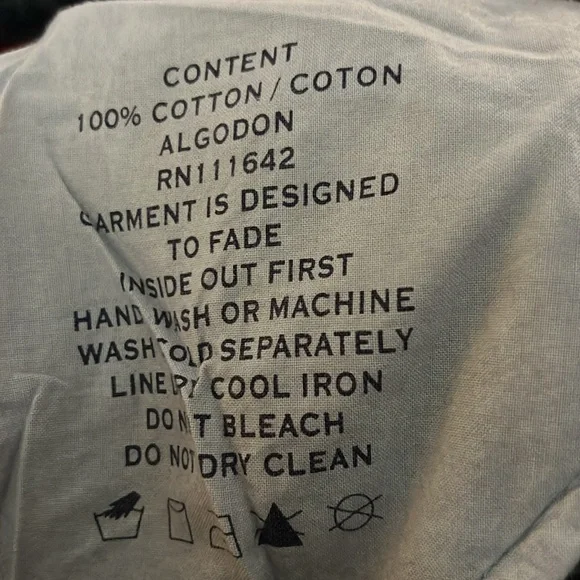 CONTENT
100% COTTON / COTON
ALGODON
RN111642
GARMENT IS DESIGNED
TO FADE
INSIDE OUT FIRST
HAND WASH OR MACHINE
WASH COLD SEPARATELY
LINE DRY COOL IRON
DO NOT BLEACH
DO NOT DRY CLEAN